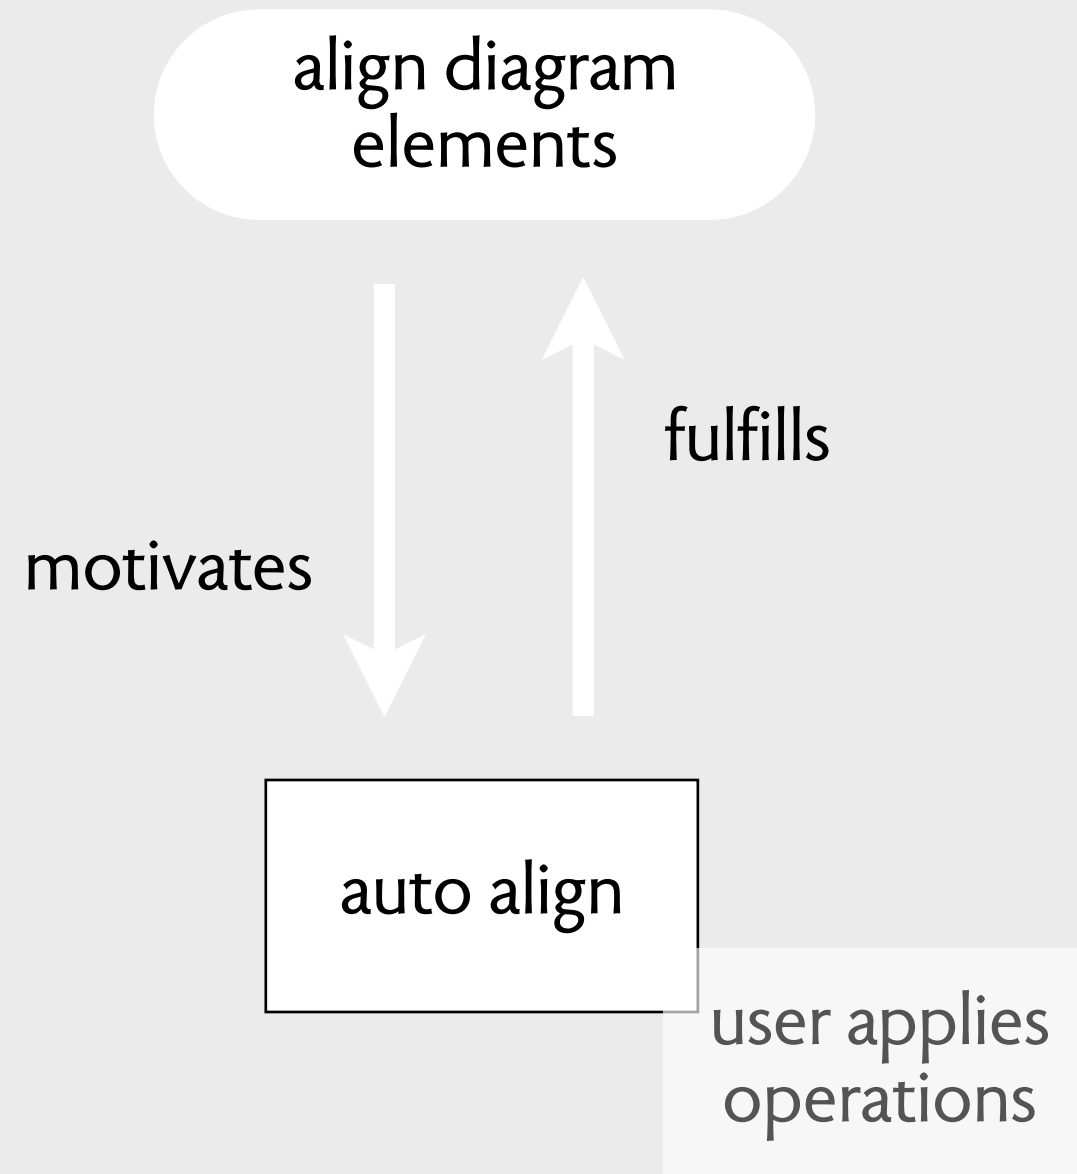 align diagram
elements
fulfills
motivates
auto align
user applies
operations